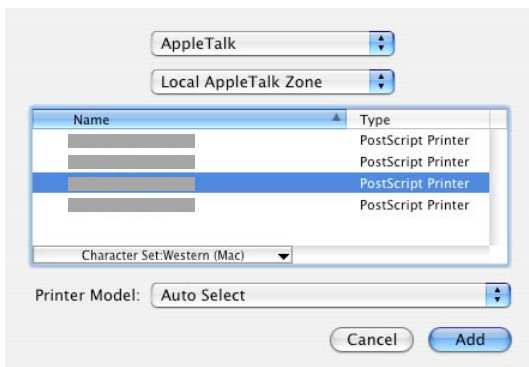 AppleTalk
Local AppleTalk Zone
Name Type
PostScript Printer
PostScript Printer
PostScript Printer
PostScript Printer
Character Set:Western (Mac)
Printer Model: Auto Select
Cancel Add